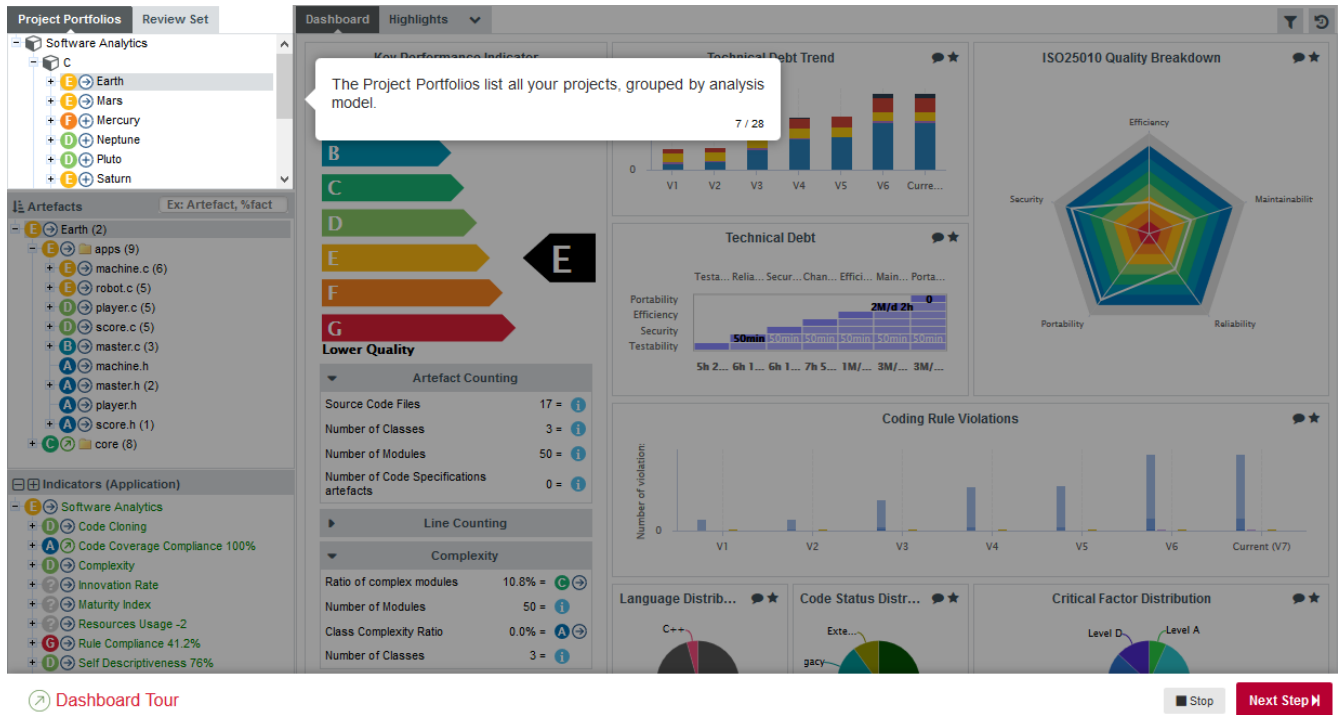 Project Portfolios
Review Set
Software Analytics
C
E Earth
E Mars
F Mercury
D Neptune
D Pluto
E Saturn
Artefacts
Ex: Artefact, %fact
E Earth (2)
E apps (9)
E machine.c (6)
E robot.c (5)
D player.c (5)
D score.c (5)
B master.c (3)
A machine.h
A master.h (2)
A player.h
A score.h (1)
C core (8)
Indicators (Application)
E Software Analytics
D Code Cloning
A Code Coverage Compliance 100%
D Complexity
? Innovation Rate
? Maturity Index
? Resources Usage -2
G Rule Compliance 41.2%
D Self Descriptiveness 76%
Dashboard
Highlights
Key Performance Indicator
The Project Portfolios list all your projects, grouped by analysis
model.
7 / 28
B
C
D
E
F
G
E
Lower Quality
Artefact Counting
Source Code Files 17 = i
Number of Classes 3 = i
Number of Modules 50 = i
Number of Code Specifications
artefacts 0 = i
Line Counting
Complexity
Ratio of complex modules 10.8% = C
Number of Modules 50 = i
Class Complexity Ratio 0.0% = A
Number of Classes 3 = i
Technical Debt Trend
0
V1 V2 V3 V4 V5 V6 Curre...
Technical Debt
Testa... Relia... Secur... Chan... Effici... Main... Porta...
Portability
Efficiency
Security
Testability
0
2M/d 2h
50min 50min 50min 50min 50min 50min
5h 2... 6h 1... 6h 1... 7h 5... 1M/... 3M/... 3M/...
ISO25010 Quality Breakdown
Efficiency
Security
Maintainabilit
Portability
Reliability
Coding Rule Violations
Number of violation:
0
V1 V2 V3 V4 V5 V6 Current (V7)
Language Distrib...
C++
Code Status Distr...
Exte...
gacy
Critical Factor Distribution
Level D
Level A
Dashboard Tour
Stop
Next Step